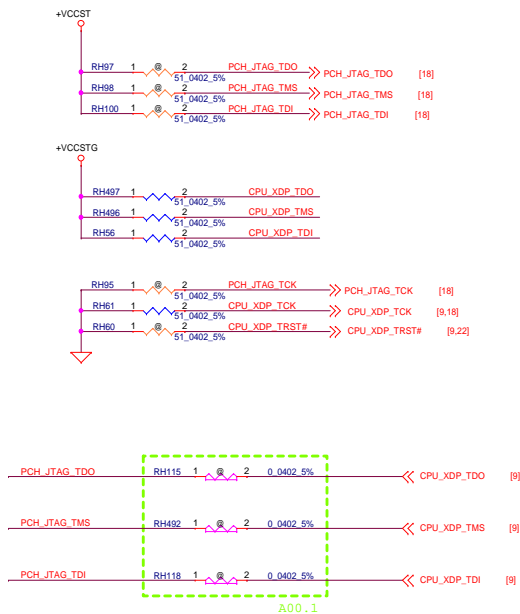 +VCCST
RH97 1 @ 2 PCH_JTAG_TDO PCH_JTAG_TDO [18]
51_0402_5%
RH98 1 @ 2 PCH_JTAG_TMS PCH_JTAG_TMS [18]
51_0402_5%
RH100 1 @ 2 PCH_JTAG_TDI PCH_JTAG_TDI [18]
51_0402_5%
+VCCSTG
RH497 1 2 CPU_XDP_TDO
51_0402_5%
RH496 1 2 CPU_XDP_TMS
51_0402_5%
RH56 1 2 CPU_XDP_TDI
51_0402_5%
RH95 1 @ 2 PCH_JTAG_TCK PCH_JTAG_TCK [18]
51_0402_5%
RH61 1 2 CPU_XDP_TCK CPU_XDP_TCK [9,18]
51_0402_5%
RH60 1 @ 2 CPU_XDP_TRST# CPU_XDP_TRST# [9,22]
51_0402_5%
PCH_JTAG_TDO RH115 1 @ 2 0_0402_5% CPU_XDP_TDO [9]
PCH_JTAG_TMS RH492 1 @ 2 0_0402_5% CPU_XDP_TMS [9]
PCH_JTAG_TDI RH118 1 @ 2 0_0402_5% CPU_XDP_TDI [9]
A00.1